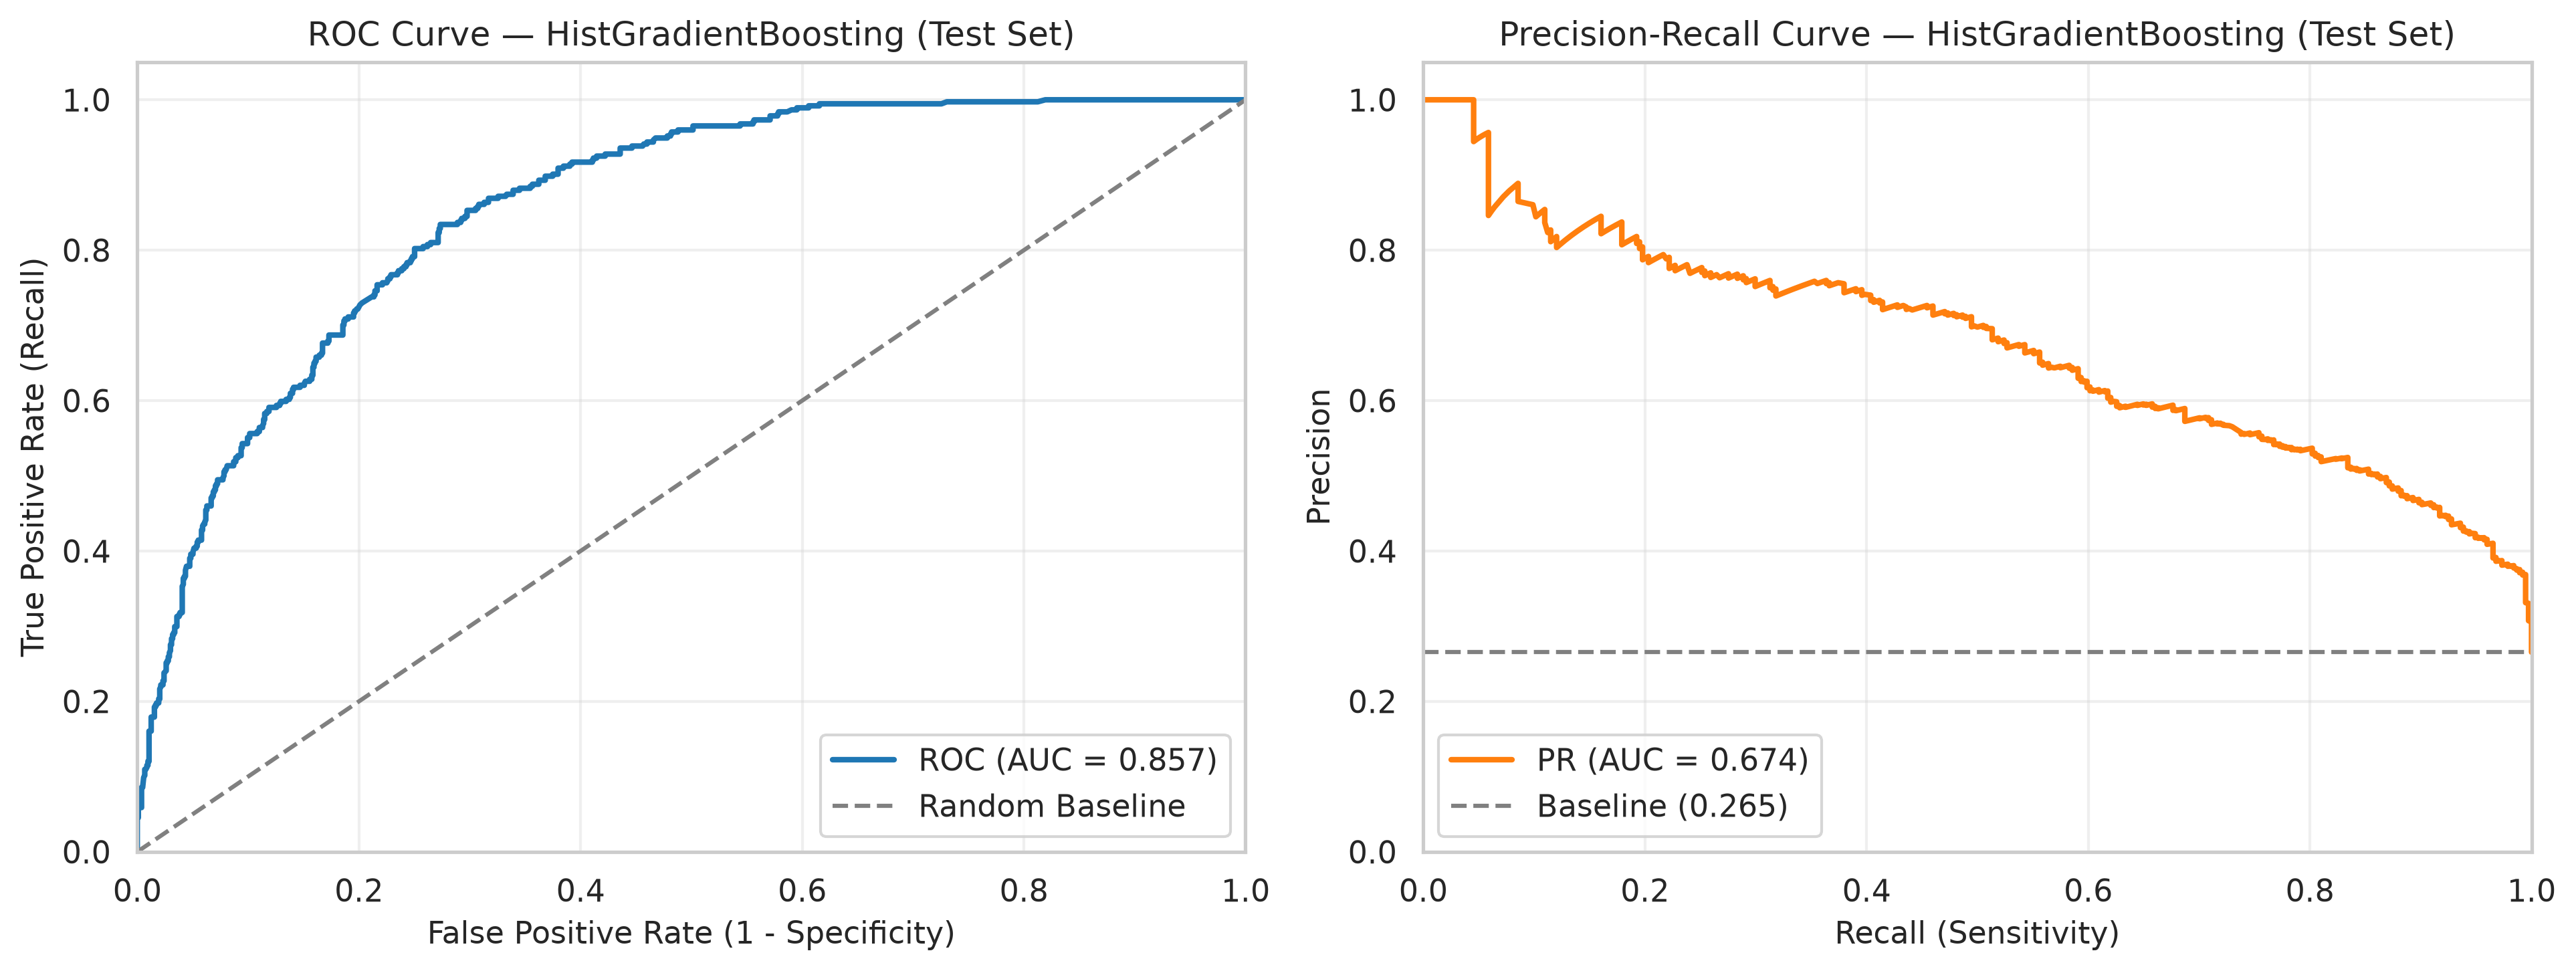 ROC Curve — HistGradientBoosting (Test Set)
True Positive Rate (Recall)
1.0
0.8
0.6
0.4
0.2
0.0
0.0 0.2 0.4 0.6 0.8 1.0
False Positive Rate (1 - Specificity)
ROC (AUC = 0.857)
Random Baseline
Precision-Recall Curve — HistGradientBoosting (Test Set)
Precision
1.0
0.8
0.6
0.4
0.2
0.0
0.0 0.2 0.4 0.6 0.8 1.0
Recall (Sensitivity)
PR (AUC = 0.674)
Baseline (0.265)